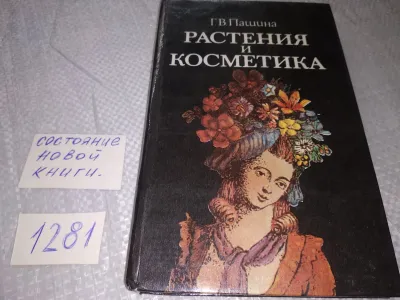 Г.В.Пашина
РАСТЕНИЯ
И
КОСМЕТИКА
состояние
новой
книги.
1281